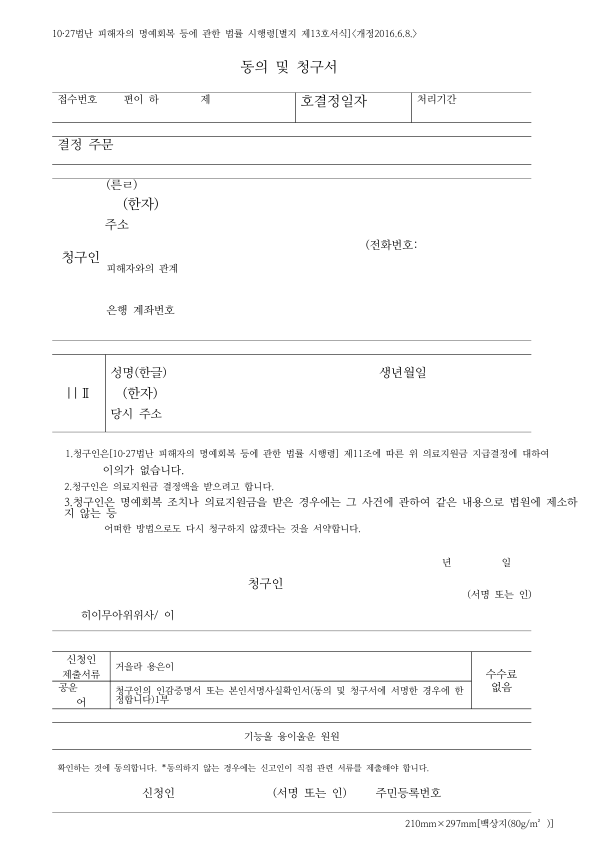 10·27법난 피해자의 명예회복 등에 관한 법률 시행령[별지 제13호서식]<개정2016.6.8.>
동의 및 청구서
접수번호 편이 하 제 호결정일자 처리기간
결정 주문
(른ㄹ)
(한자)
주소
(전화번호:
청구인
피해자와의 관계
은행 계좌번호
성명(한글) 생년월일
||Ⅱ (한자)
당시 주소
1.청구인은[10·27법난 피해자의 명예회복 등에 관한 법률 시행령] 제11조에 따른 위 의료지원금 지급결정에 대하여
이의가 없습니다.
2.청구인은 의료지원금 결정액을 받으려고 합니다.
3.청구인은 명예회복 조치나 의료지원금을 받은 경우에는 그 사건에 관하여 같은 내용으로 법원에 제소하
지 않는 등
어떠한 방법으로도 다시 청구하지 않겠다는 것을 서약합니다.
년 일
청구인
(서명 또는 인)
히이무아위위사/ 이
신청인
제출서류
거을라 용은이
수수료
없음
공운
어
청구인의 인감증명서 또는 본인서명사실확인서(동의 및 청구서에 서명한 경우에 한
정합니다)1부
기능울 융이울운 원원
확인하는 것에 동의합니다. *동의하지 않는 경우에는 신고인이 직접 관련 서류를 제출해야 합니다.
신청인 (서명 또는 인) 주민등록번호
210mm×297mm[백상지(80g/㎡ )]